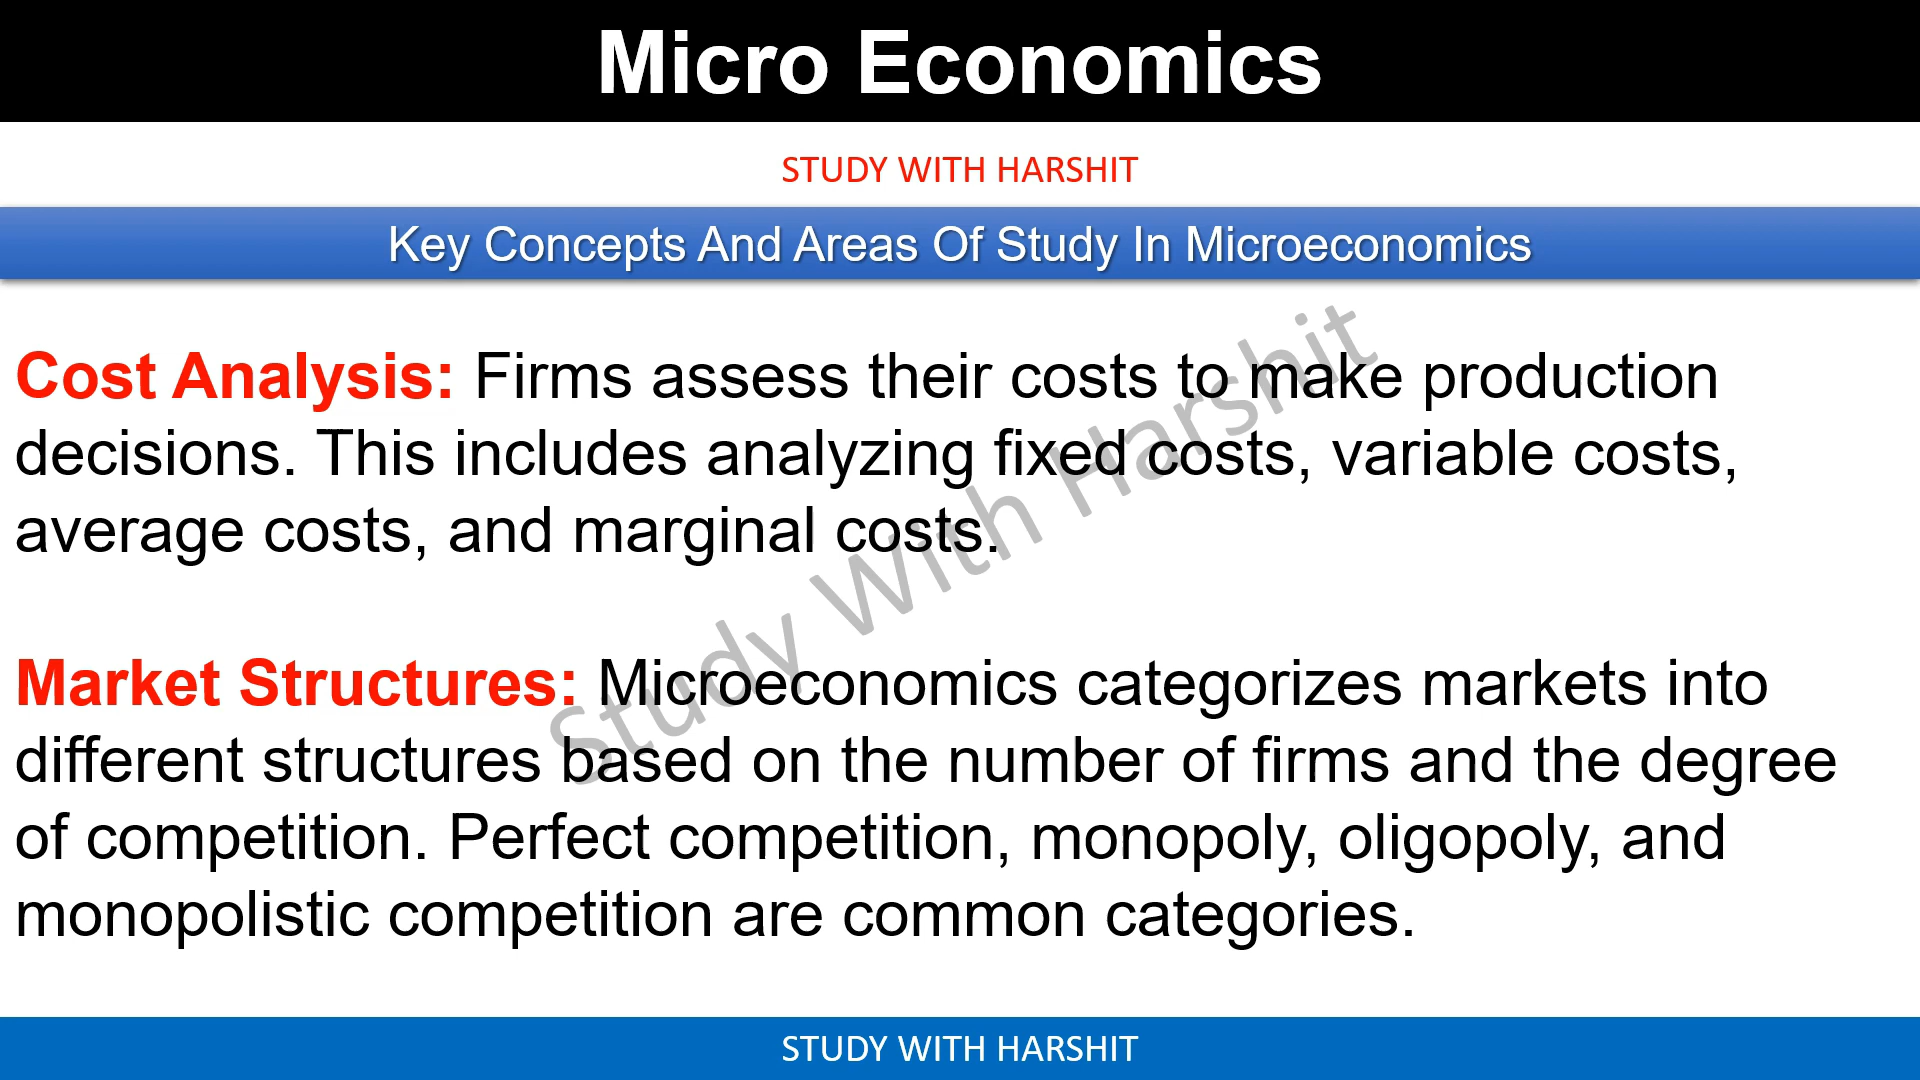 Micro Economics
STUDY WITH HARSHIT
Key Concepts And Areas Of Study In Microeconomics
Cost Analysis: Firms assess their costs to make production
decisions. This includes analyzing fixed costs, variable costs,
average costs, and marginal costs.
Market Structures: Microeconomics categorizes markets into
different structures based on the number of firms and the degree
of competition. Perfect competition, monopoly, oligopoly, and
monopolistic competition are common categories.
Study With Harshit
STUDY WITH HARSHIT